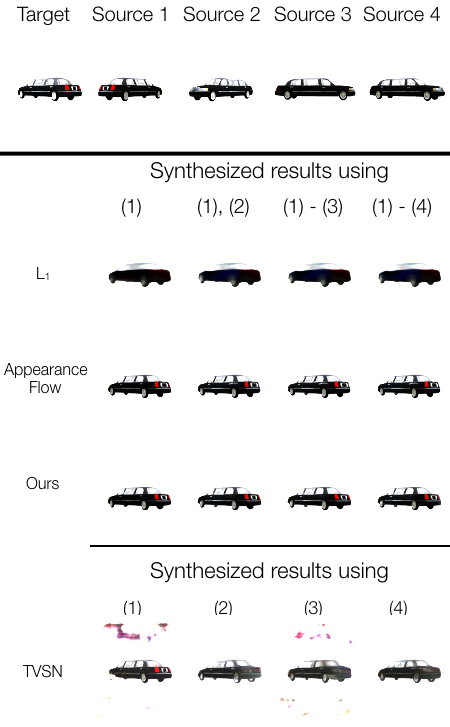 Target Source 1 Source 2 Source 3 Source 4
Synthesized results using
(1) (1), (2) (1) - (3) (1) - (4)
L₁
Appearance
Flow
Ours
Synthesized results using
(1) (2) (3) (4)
TVSN